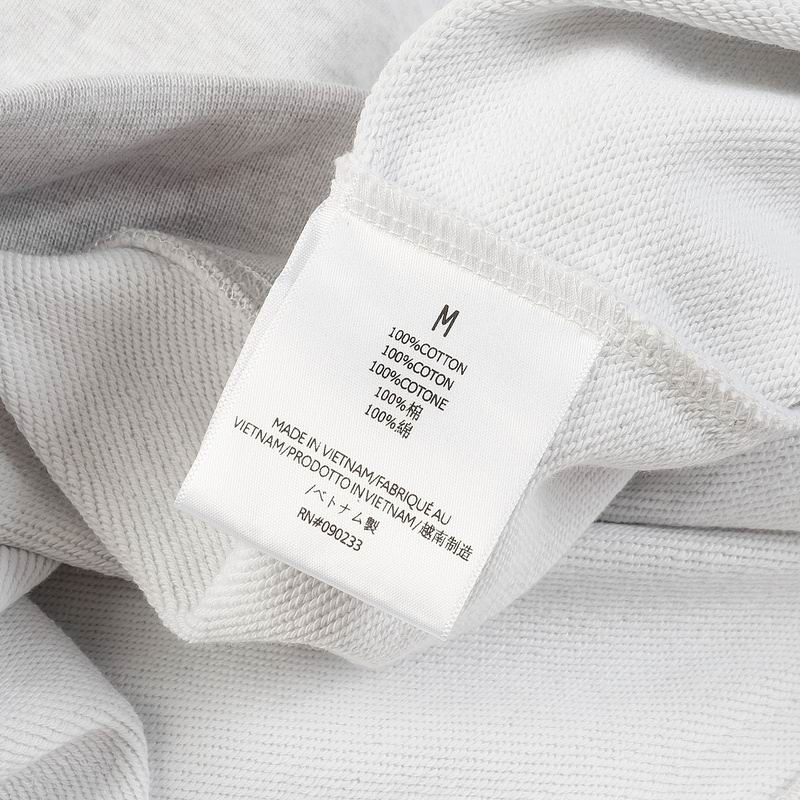 M
100%COTTON
100%COTON
100%COTONE
100%棉
100%綿
MADE IN VIETNAM/FABRIQUÉ AU
VIETNAM/PRODOTTO IN VIETNAM/越南制造
/ベトナム製
RN#090233